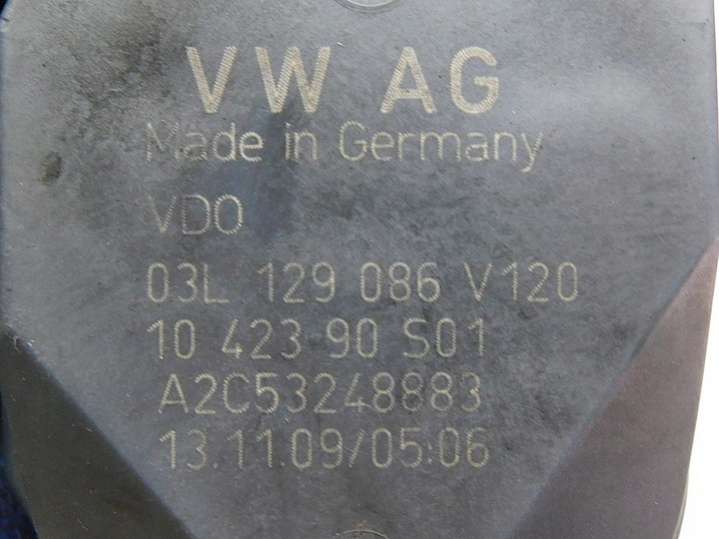 VW AG
Made in Germany
VDO
03L 129 086 V120
10 423 90 S01
A2C53248883
13.11.09/05:06